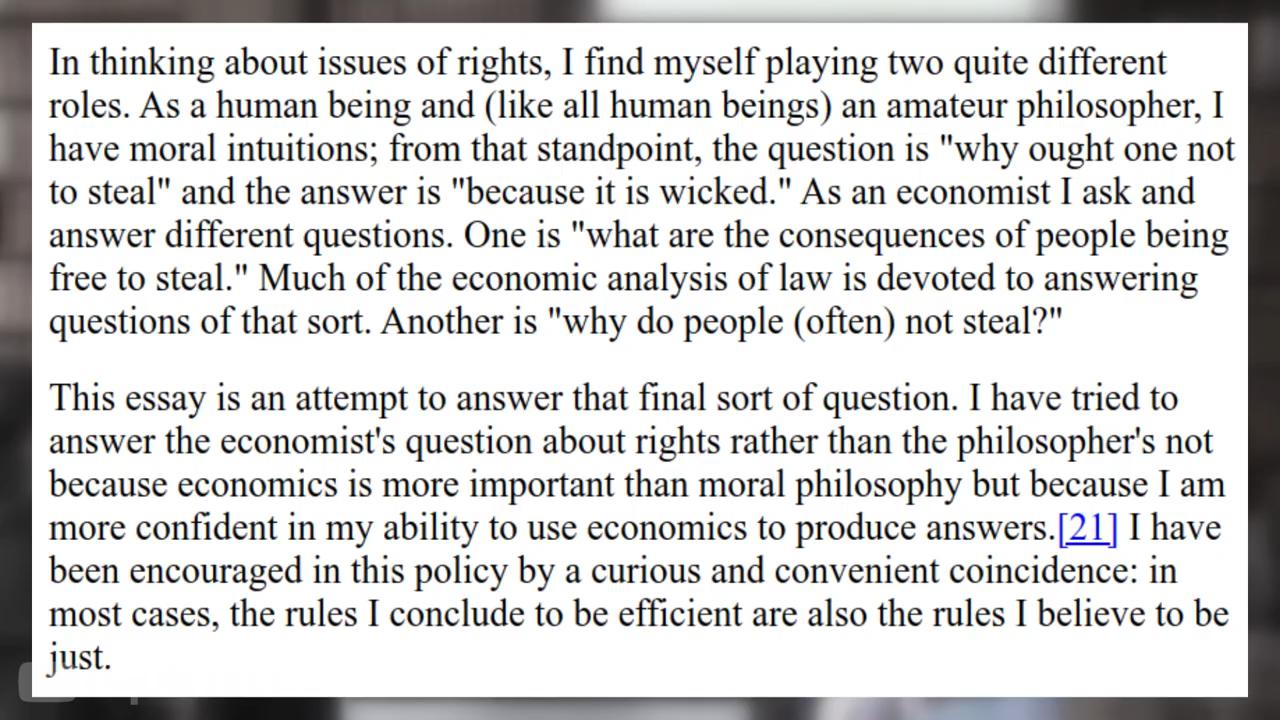 In thinking about issues of rights, I find myself playing two quite different
roles. As a human being and (like all human beings) an amateur philosopher, I
have moral intuitions; from that standpoint, the question is "why ought one not
to steal" and the answer is "because it is wicked." As an economist I ask and
answer different questions. One is "what are the consequences of people being
free to steal." Much of the economic analysis of law is devoted to answering
questions of that sort. Another is "why do people (often) not steal?"
This essay is an attempt to answer that final sort of question. I have tried to
answer the economist's question about rights rather than the philosopher's not
because economics is more important than moral philosophy but because I am
more confident in my ability to use economics to produce answers.[21] I have
been encouraged in this policy by a curious and convenient coincidence: in
most cases, the rules I conclude to be efficient are also the rules I believe to be
just.